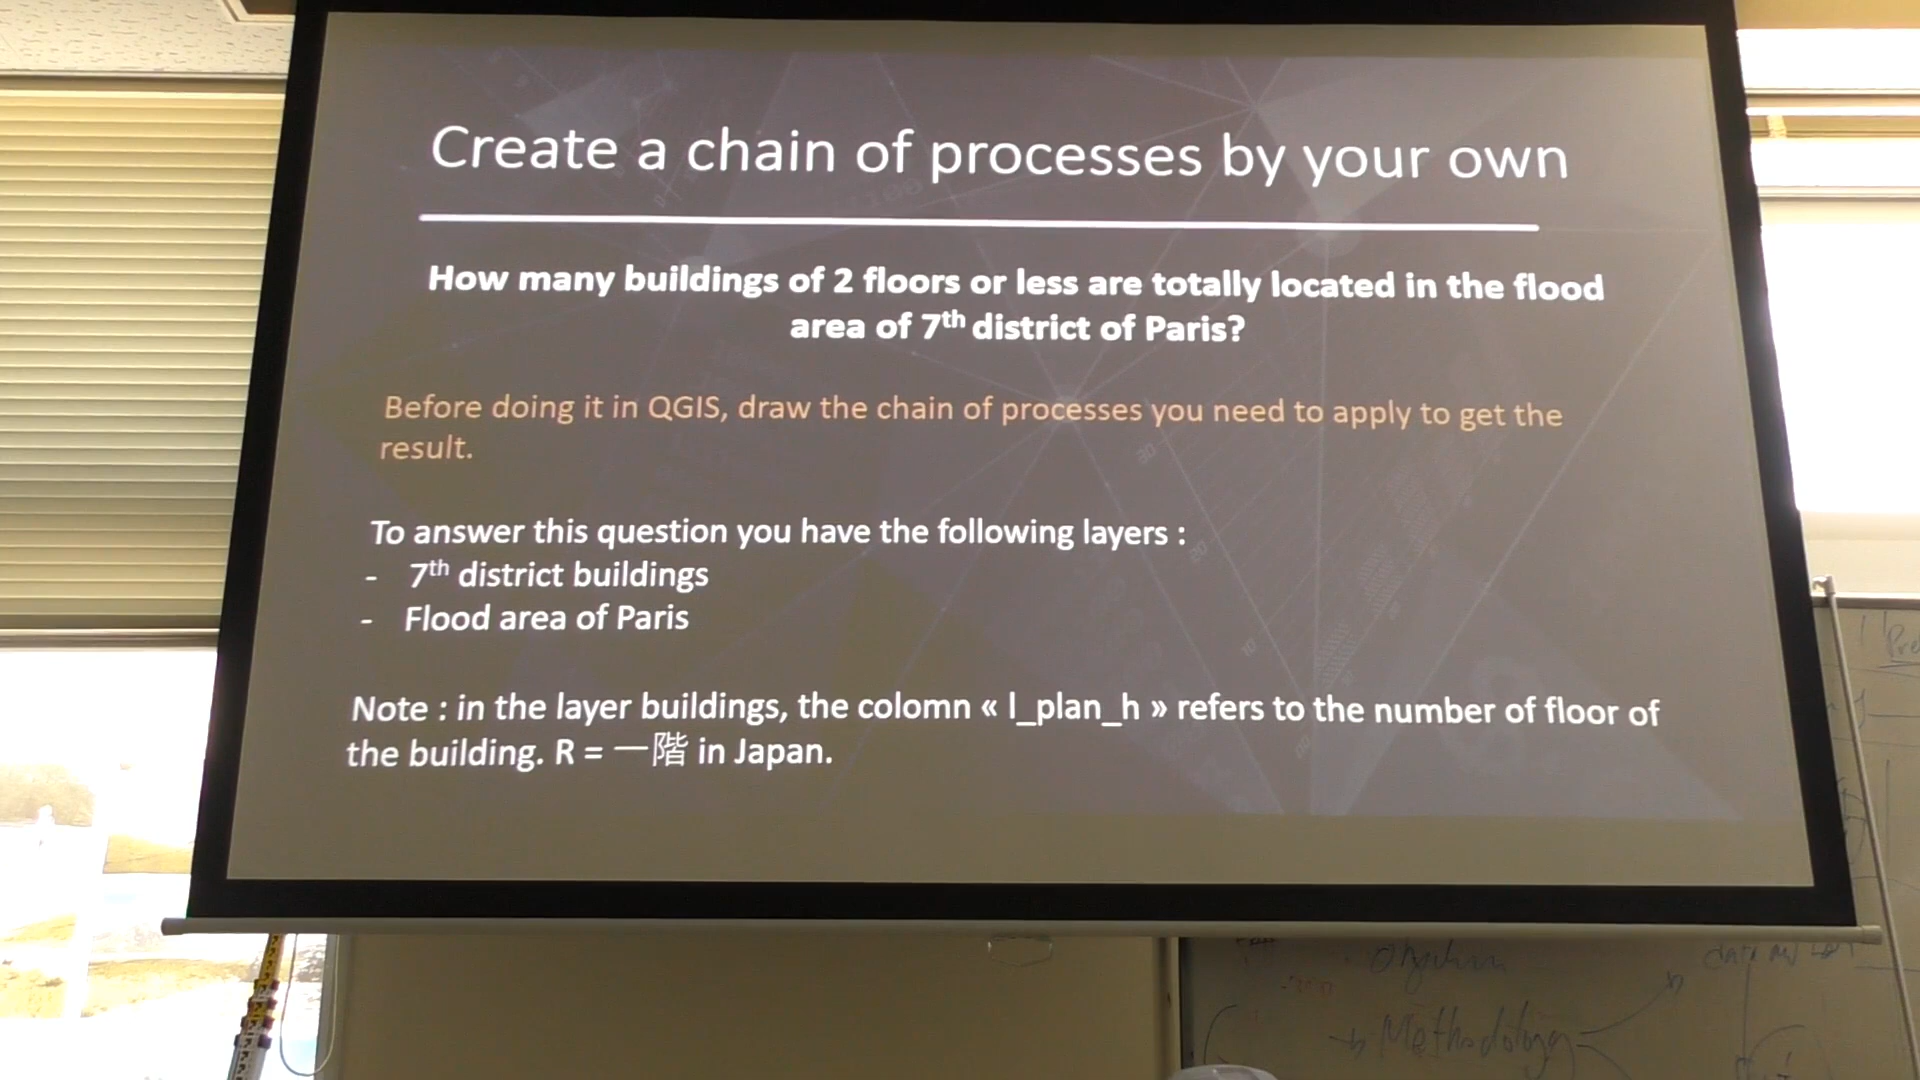 Create a chain of processes by your own
How many buildings of 2 floors or less are totally located in the flood
area of 7th district of Paris?
Before doing it in QGIS, draw the chain of processes you need to apply to get the
result.
To answer this question you have the following layers :
- 7th district buildings
- Flood area of Paris
Note : in the layer buildings, the colomn « l_plan_h » refers to the number of floor of
the building. R = 一階 in Japan.
Methodology